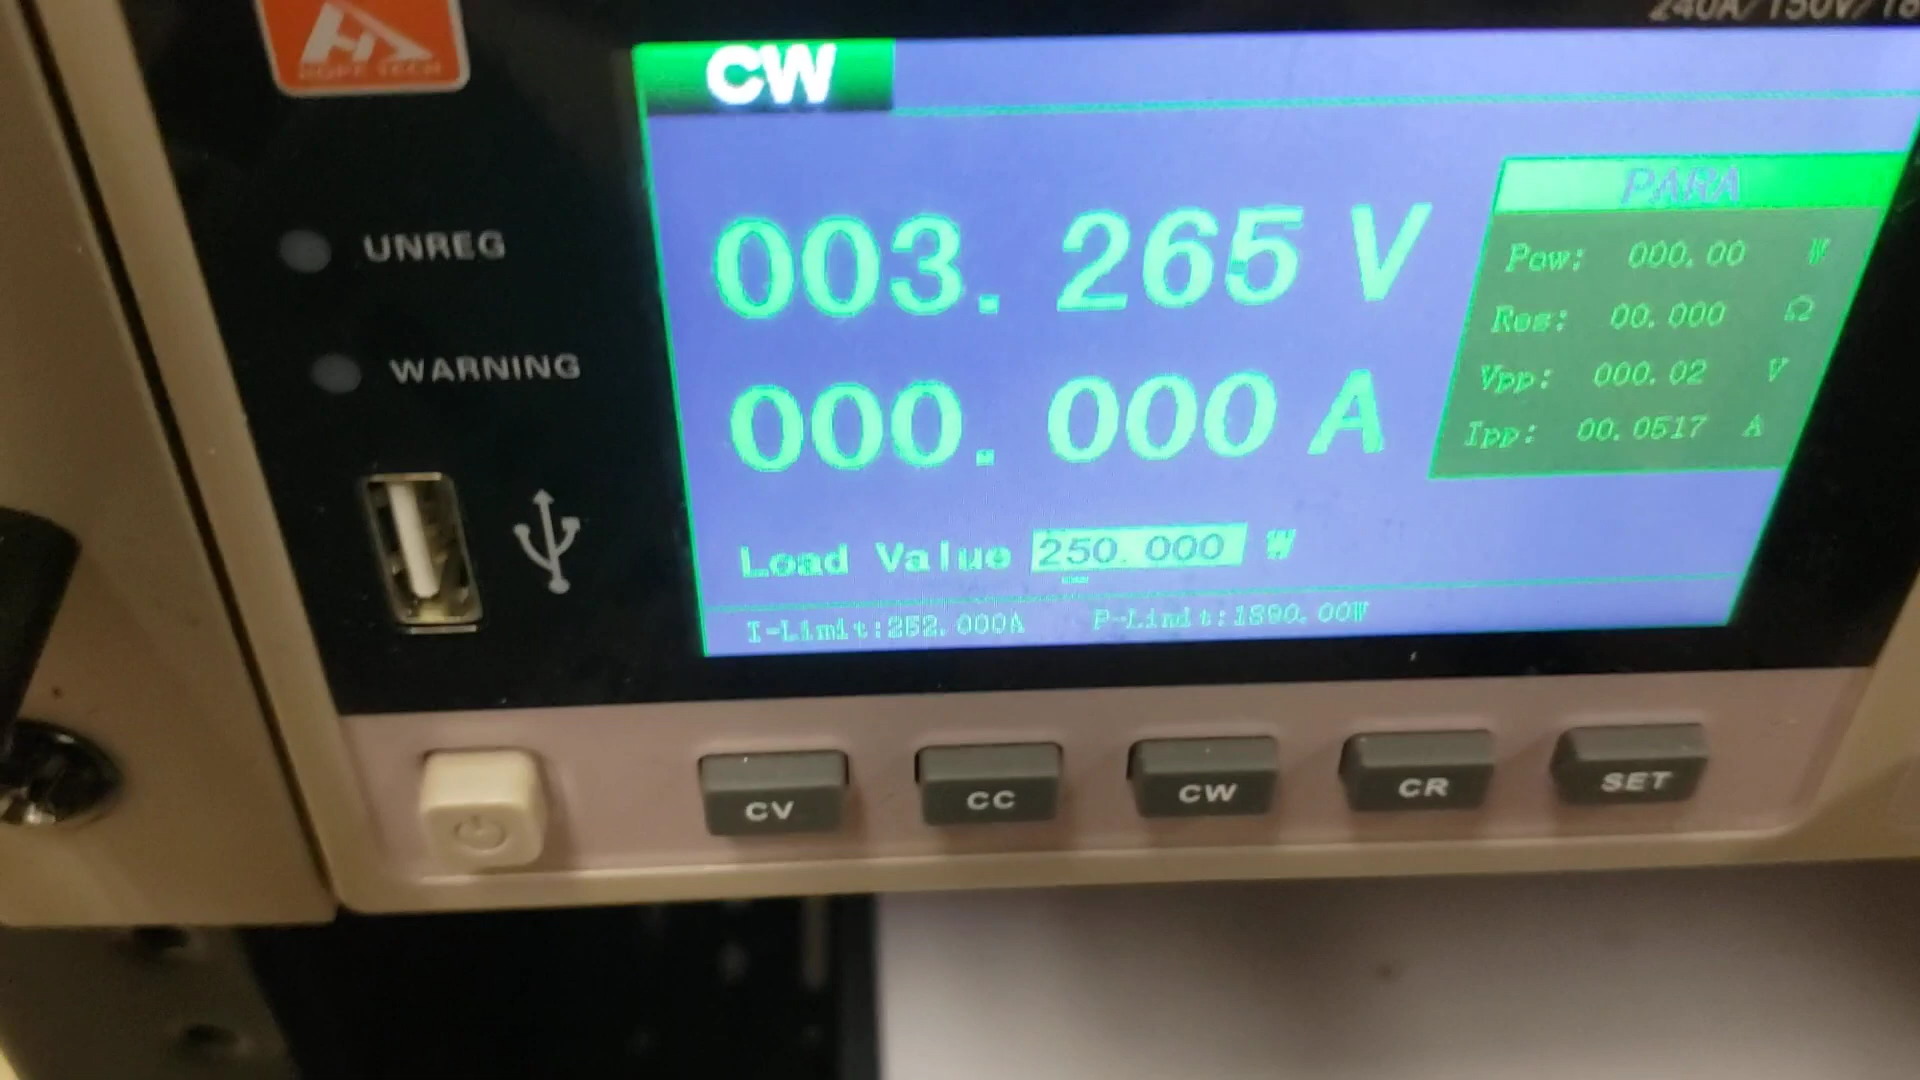 CW
003.265 V
000.000 A
Load Value 250.000 W
I-Limit:252.000A P-Limit:1890.00W
PARA
Pow: 000.00 W
Res: 00.000 Ω
Vpp: 000.02 V
Ipp: 00.0517 A
UNREG
WARNING
CV
CC
CW
CR
SET